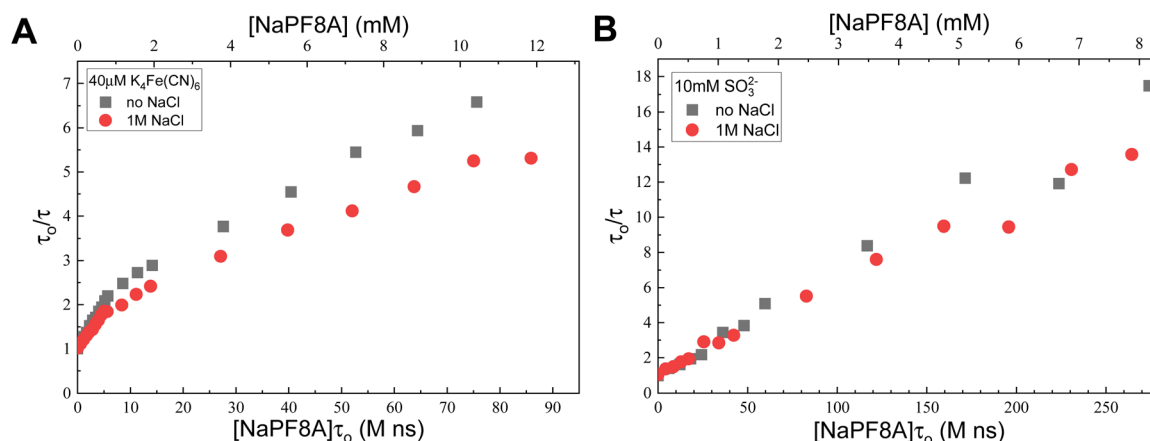 A
[NaPF8A] (mM)
0 2 4 6 8 10 12
40μM K₄Fe(CN)₆
no NaCl
1M NaCl
τₒ/τ
7
6
5
4
3
2
1
0
0 10 20 30 40 50 60 70 80 90
[NaPF8A]τₒ (M ns)
B
[NaPF8A] (mM)
0 1 2 3 4 5 6 7 8
10mM SO₃²⁻
no NaCl
1M NaCl
τₒ/τ
18
16
14
12
10
8
6
4
2
0
0 50 100 150 200 250
[NaPF8A]τₒ (M ns)